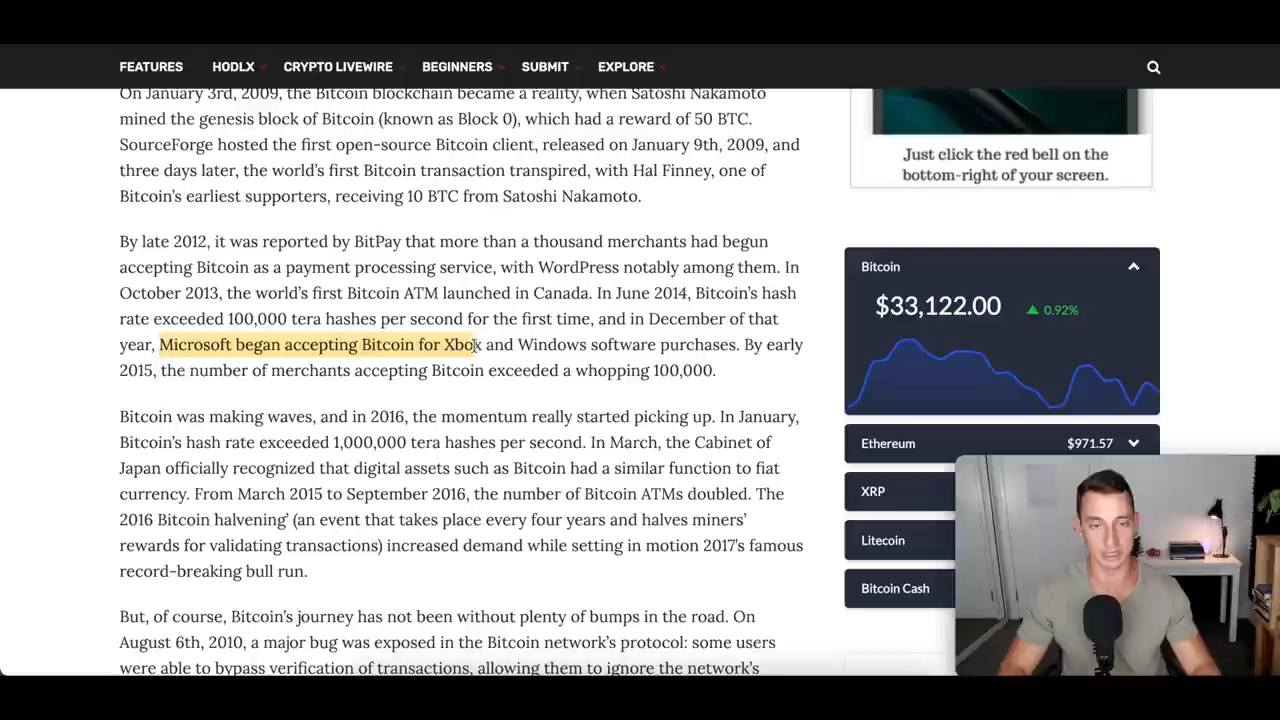 FEATURES HODLX CRYPTO LIVEWIRE BEGINNERS SUBMIT EXPLORE
On January 3rd, 2009, the Bitcoin blockchain became a reality, when Satoshi Nakamoto
mined the genesis block of Bitcoin (known as Block 0), which had a reward of 50 BTC.
SourceForge hosted the first open-source Bitcoin client, released on January 9th, 2009, and
three days later, the world's first Bitcoin transaction transpired, with Hal Finney, one of
Bitcoin's earliest supporters, receiving 10 BTC from Satoshi Nakamoto.
By late 2012, it was reported by BitPay that more than a thousand merchants had begun
accepting Bitcoin as a payment processing service, with WordPress notably among them. In
October 2013, the world's first Bitcoin ATM launched in Canada. In June 2014, Bitcoin's hash
rate exceeded 100,000 tera hashes per second for the first time, and in December of that
year, Microsoft began accepting Bitcoin for Xbox and Windows software purchases. By early
2015, the number of merchants accepting Bitcoin exceeded a whopping 100,000.
Bitcoin was making waves, and in 2016, the momentum really started picking up. In January,
Bitcoin's hash rate exceeded 1,000,000 tera hashes per second. In March, the Cabinet of
Japan officially recognized that digital assets such as Bitcoin had a similar function to fiat
currency. From March 2015 to September 2016, the number of Bitcoin ATMs doubled. The
2016 Bitcoin halvening' (an event that takes place every four years and halves miners'
rewards for validating transactions) increased demand while setting in motion 2017's famous
record-breaking bull run.
But, of course, Bitcoin's journey has not been without plenty of bumps in the road. On
August 6th, 2010, a major bug was exposed in the Bitcoin network's protocol: some users
were able to bypass verification of transactions, allowing them to ignore the network's
Just click the red bell on the
bottom-right of your screen.
Bitcoin
$33,122.00 0.92%
Ethereum $971.57
XRP
Litecoin
Bitcoin Cash